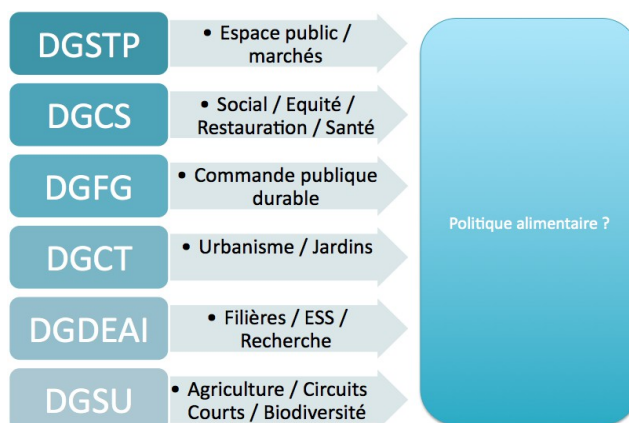 DGSTP
• Espace public /
marchés
DGCS
• Social / Equité /
Restauration / Santé
DGFG
• Commande publique
durable
DGCT
• Urbanisme / Jardins
DGDEAI
• Filières / ESS /
Recherche
DGSU
• Agriculture / Circuits
Courts / Biodiversité
Politique alimentaire ?